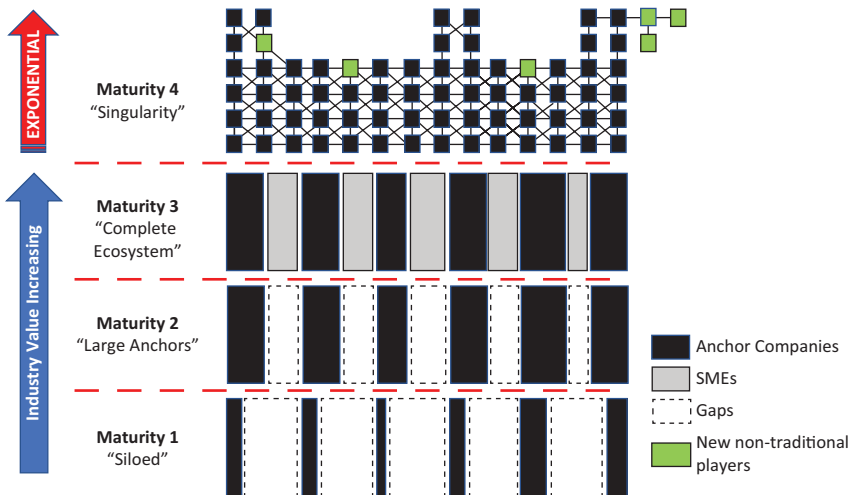 EXPONENTIAL
Maturity 4
“Singularity”
Industry Value Increasing
Maturity 3
“Complete
Ecosystem”
Maturity 2
“Large Anchors”
Maturity 1
“Siloed”
Anchor Companies
SMEs
Gaps
New non-traditional
players